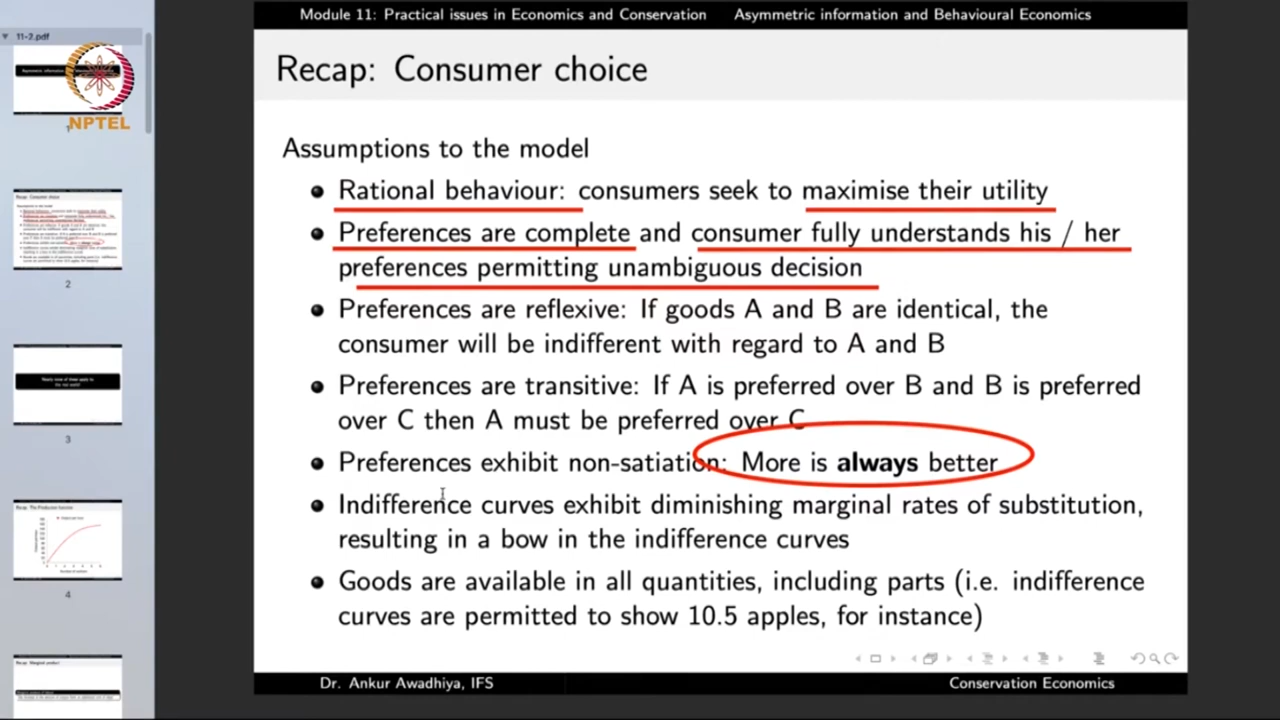 Module 11: Practical issues in Economics and Conservation Asymmetric information and Behavioural Economics
11-2.pdf
NPTEL
1
2
3
4
Recap: Consumer choice
Assumptions to the model
Rational behaviour: consumers seek to maximise their utility
Preferences are complete and consumer fully understands his / her
preferences permitting unambiguous decision
Preferences are reflexive: If goods A and B are identical, the
consumer will be indifferent with regard to A and B
Preferences are transitive: If A is preferred over B and B is preferred
over C then A must be preferred over C
Preferences exhibit non-satiation: More is always better
Indifference curves exhibit diminishing marginal rates of substitution,
resulting in a bow in the indifference curves
Goods are available in all quantities, including parts (i.e. indifference
curves are permitted to show 10.5 apples, for instance)
Dr. Ankur Awadhiya, IFS Conservation Economics